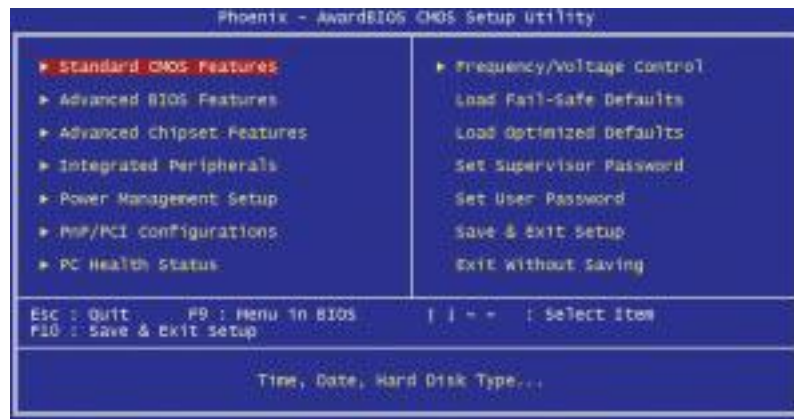 Phoenix - AwardBIOS CMOS Setup Utility
▶ Standard CMOS Features
▶ Advanced BIOS Features
▶ Advanced Chipset Features
▶ Integrated Peripherals
▶ Power Management Setup
▶ PnP/PCI Configurations
▶ PC Health Status
▶ Frequency/Voltage Control
Load Fail-Safe Defaults
Load Optimized Defaults
Set Supervisor Password
Set User Password
Save & Exit Setup
Exit Without Saving
Esc : Quit F9 : Menu in BIOS : Select Item
F10 : Save & Exit Setup
Time, Date, Hard Disk Type...